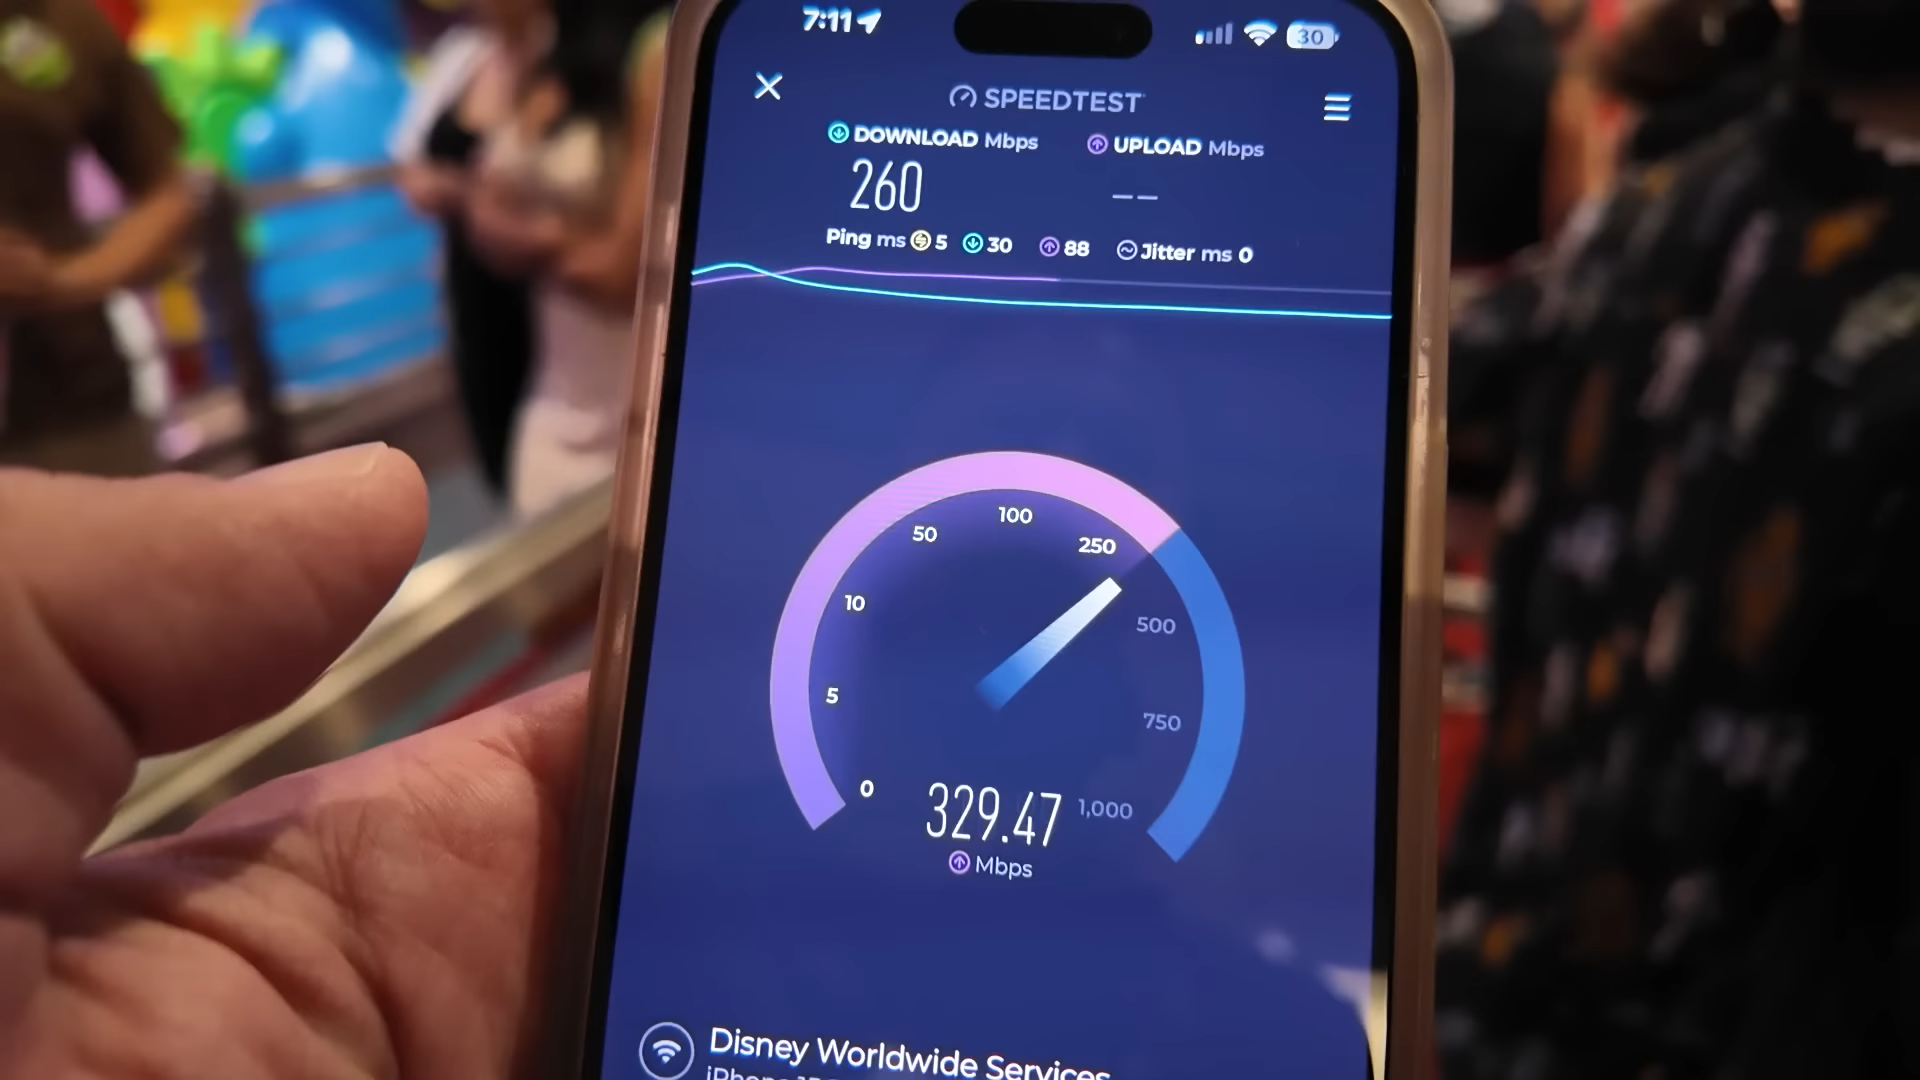 7:11
30
SPEEDTEST
DOWNLOAD Mbps
UPLOAD Mbps
260
--
Ping ms 5 30 88 Jitter ms 0
0
5
10
50
100
250
500
750
1,000
329.47
Mbps
Disney Worldwide Services